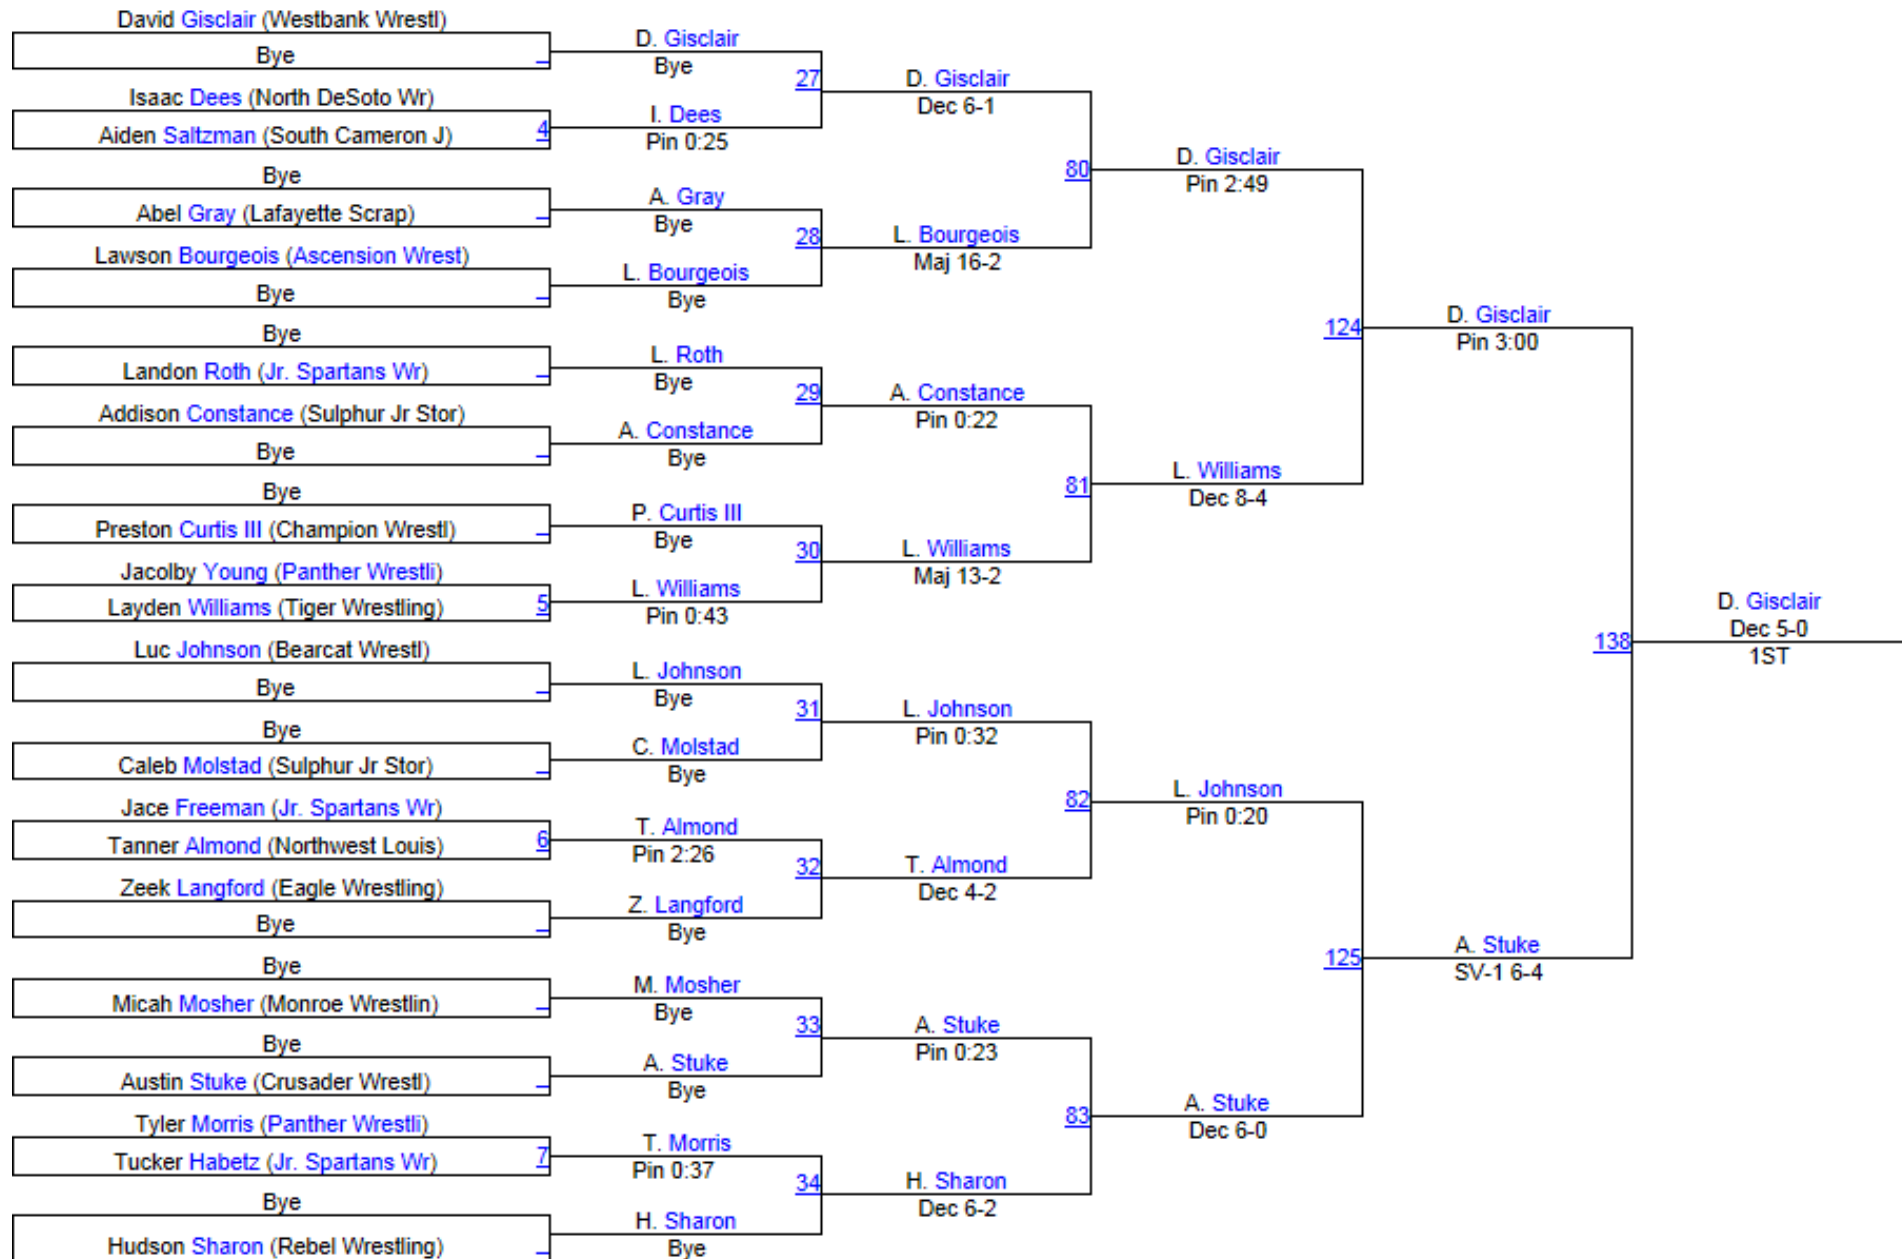 David Gisclair (Westbank Wrestl)
Bye
Isaac Dees (North DeSoto Wr)
Aiden Saltzman (South Cameron J)
4
Bye
Abel Gray (Lafayette Scrap)
Lawson Bourgeois (Ascension Wrest)
Bye
Bye
Landon Roth (Jr. Spartans Wr)
Addison Constance (Sulphur Jr Stor)
Bye
Bye
Preston Curtis III (Champion Wrestl)
Jacolby Young (Panther Wrestli)
Layden Williams (Tiger Wrestling)
5
Luc Johnson (Bearcat Wrestl)
Bye
Bye
Caleb Molstad (Sulphur Jr Stor)
Jace Freeman (Jr. Spartans Wr)
Tanner Almond (Northwest Louis)
6
Zeek Langford (Eagle Wrestling)
Bye
Bye
Micah Mosher (Monroe Wrestlin)
Bye
Austin Stuke (Crusader Wrestl)
Tyler Morris (Panther Wrestli)
Tucker Habetz (Jr. Spartans Wr)
7
Bye
Hudson Sharon (Rebel Wrestling)
D. Gisclair
Bye
27
I. Dees
Pin 0:25
A. Gray
Bye
28
L. Bourgeois
Bye
L. Roth
Bye
29
A. Constance
Bye
P. Curtis III
Bye
30
L. Williams
Pin 0:43
L. Johnson
Bye
31
C. Molstad
Bye
T. Almond
Pin 2:26
32
Z. Langford
Bye
M. Mosher
Bye
33
A. Stuke
Bye
T. Morris
Pin 0:37
34
H. Sharon
Bye
D. Gisclair
Dec 6-1
80
L. Bourgeois
Maj 16-2
A. Constance
Pin 0:22
81
L. Williams
Maj 13-2
L. Johnson
Pin 0:32
82
T. Almond
Dec 4-2
A. Stuke
Pin 0:23
83
H. Sharon
Dec 6-2
D. Gisclair
Pin 2:49
124
L. Williams
Dec 8-4
L. Johnson
Pin 0:20
125
A. Stuke
Dec 6-0
D. Gisclair
Pin 3:00
138
A. Stuke
SV-1 6-4
D. Gisclair
Dec 5-0
1ST